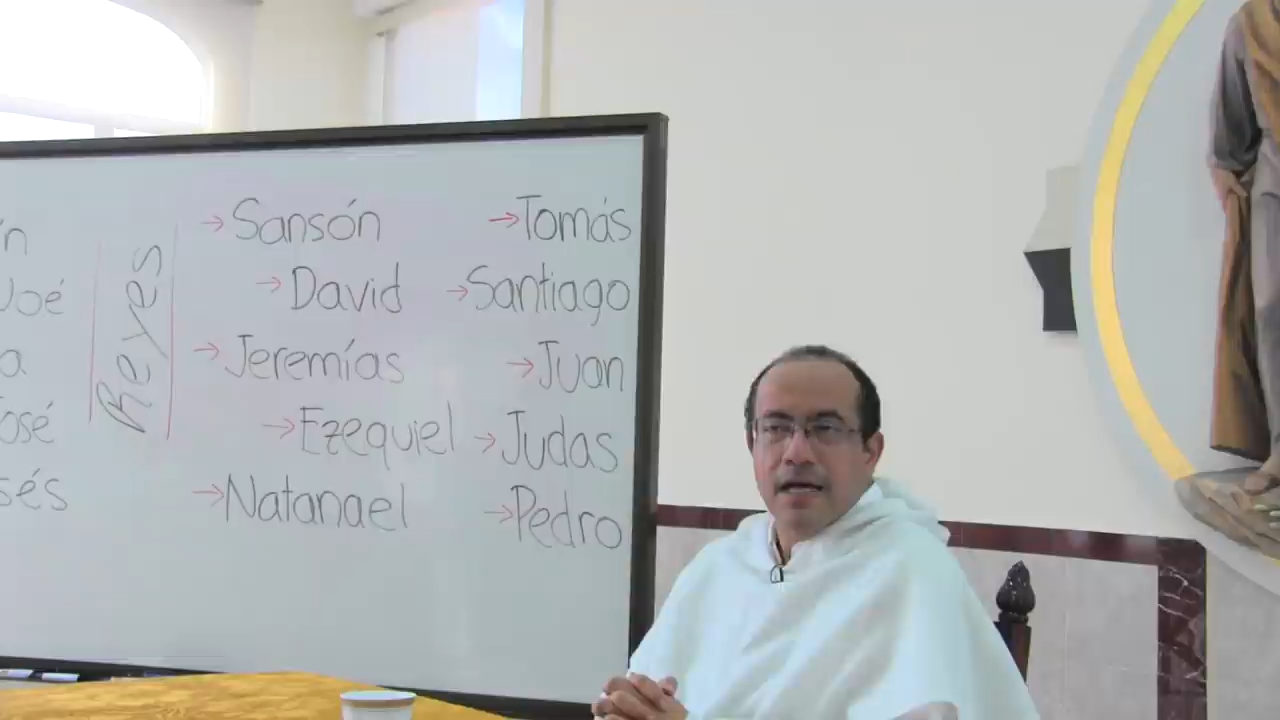 Reyes
→ Sansón
→ David
→ Jeremías
→ Ezequiel
→ Natanael
→ Tomás
→ Santiago
→ Juan
→ Judas
→ Pedro